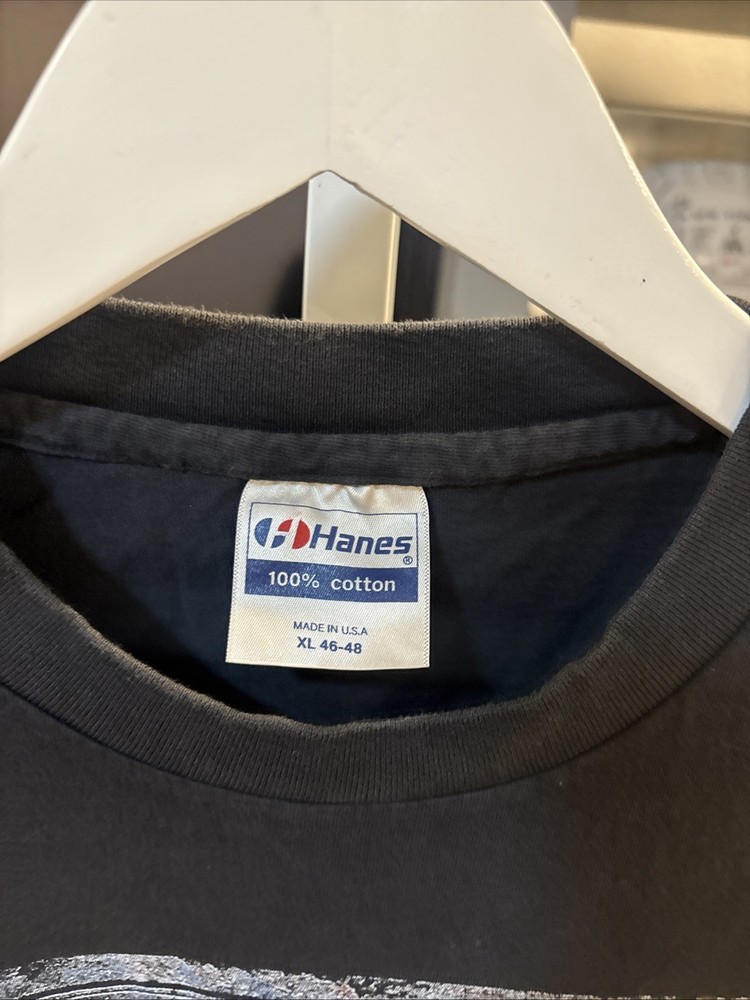 Hanes®
100% cotton
MADE IN U.S.A
XL 46-48